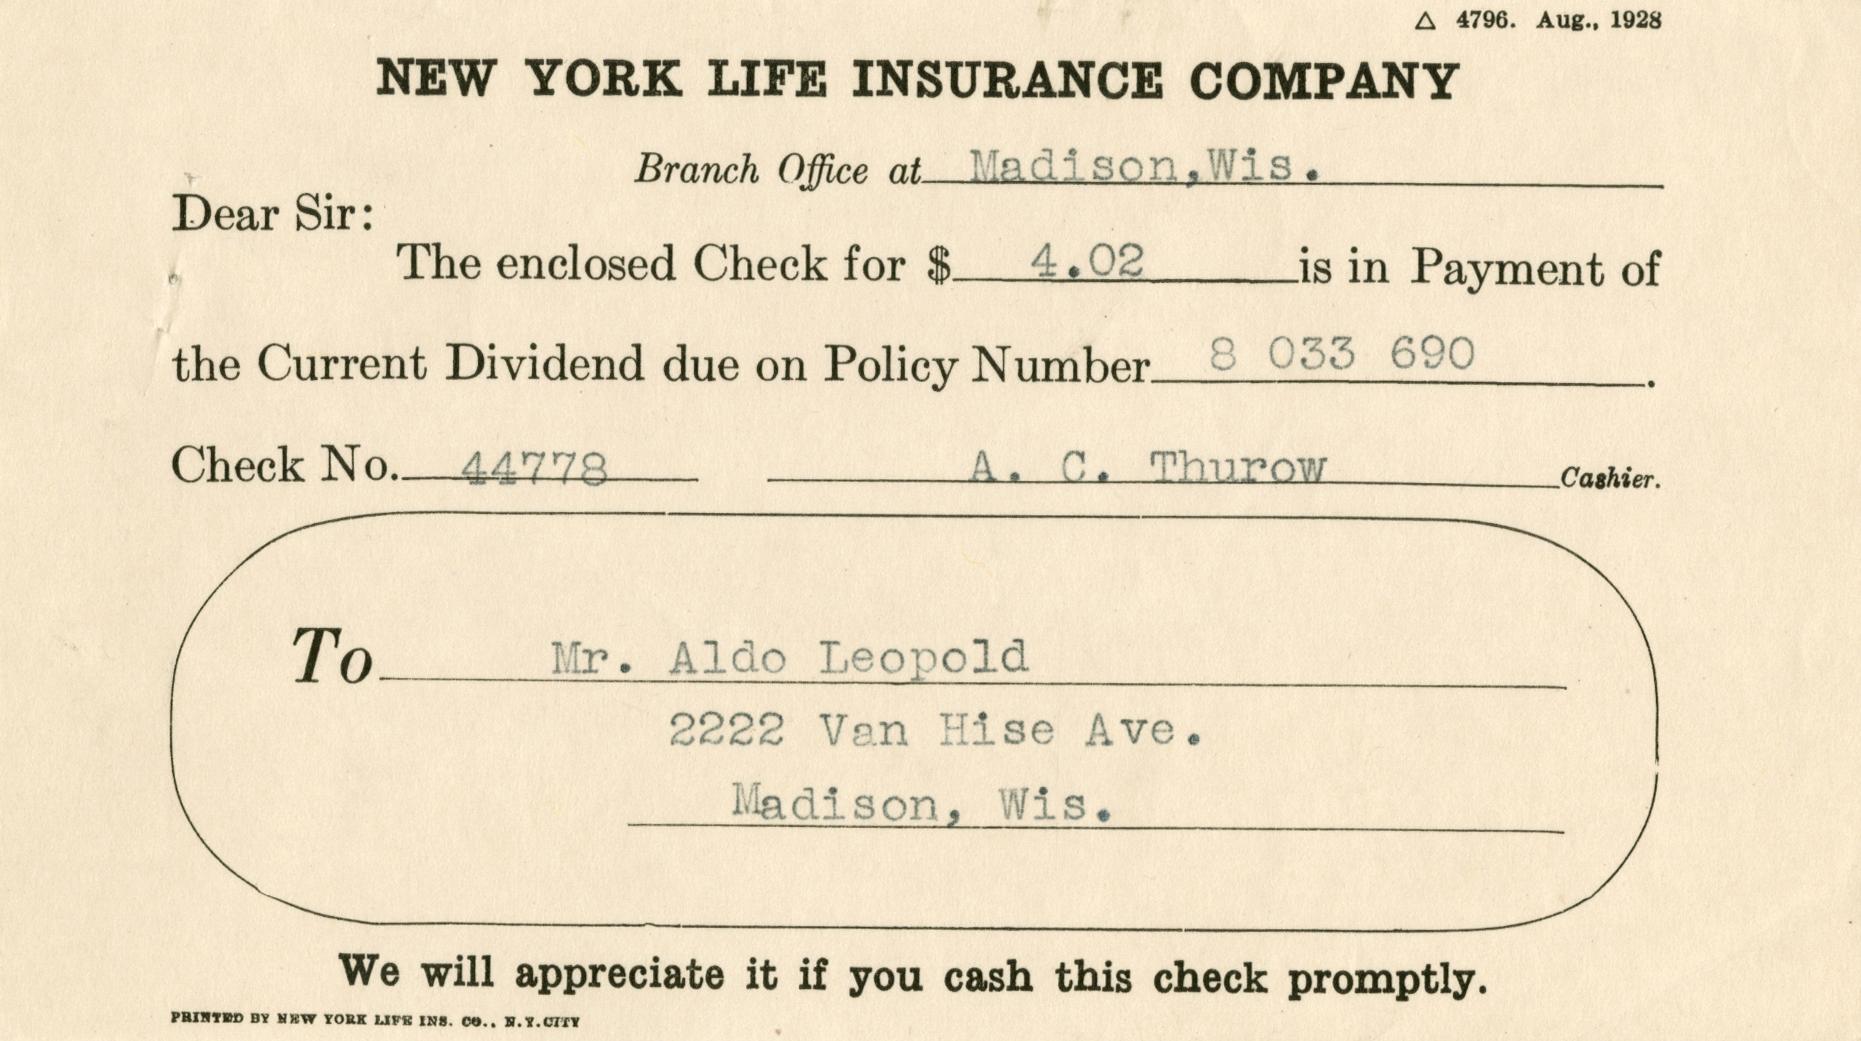 △ 4796. Aug., 1928
NEW YORK LIFE INSURANCE COMPANY
Branch Office at Madison,Wis.
Dear Sir:
The enclosed Check for $ 4.02 is in Payment of
the Current Dividend due on Policy Number 8 033 690.
Check No. 44778 A. C. Thurow Cashier.
To Mr. Aldo Leopold
2222 Van Hise Ave.
Madison, Wis.
We will appreciate it if you cash this check promptly.
PRINTED BY NEW YORK LIFE INS. CO., N.Y.CITY